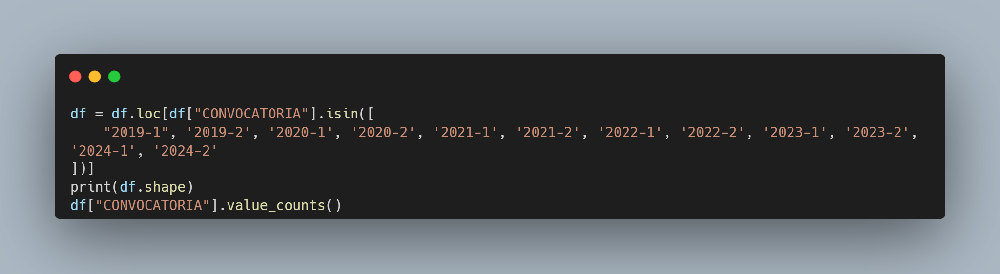 df = df.loc[df["CONVOCATORIA"].isin([
    "2019-1", '2019-2', '2020-1', '2020-2', '2021-1', '2021-2', '2022-1', '2022-2', '2023-1', '2023-2',
'2024-1', '2024-2'
])]
print(df.shape)
df["CONVOCATORIA"].value_counts()